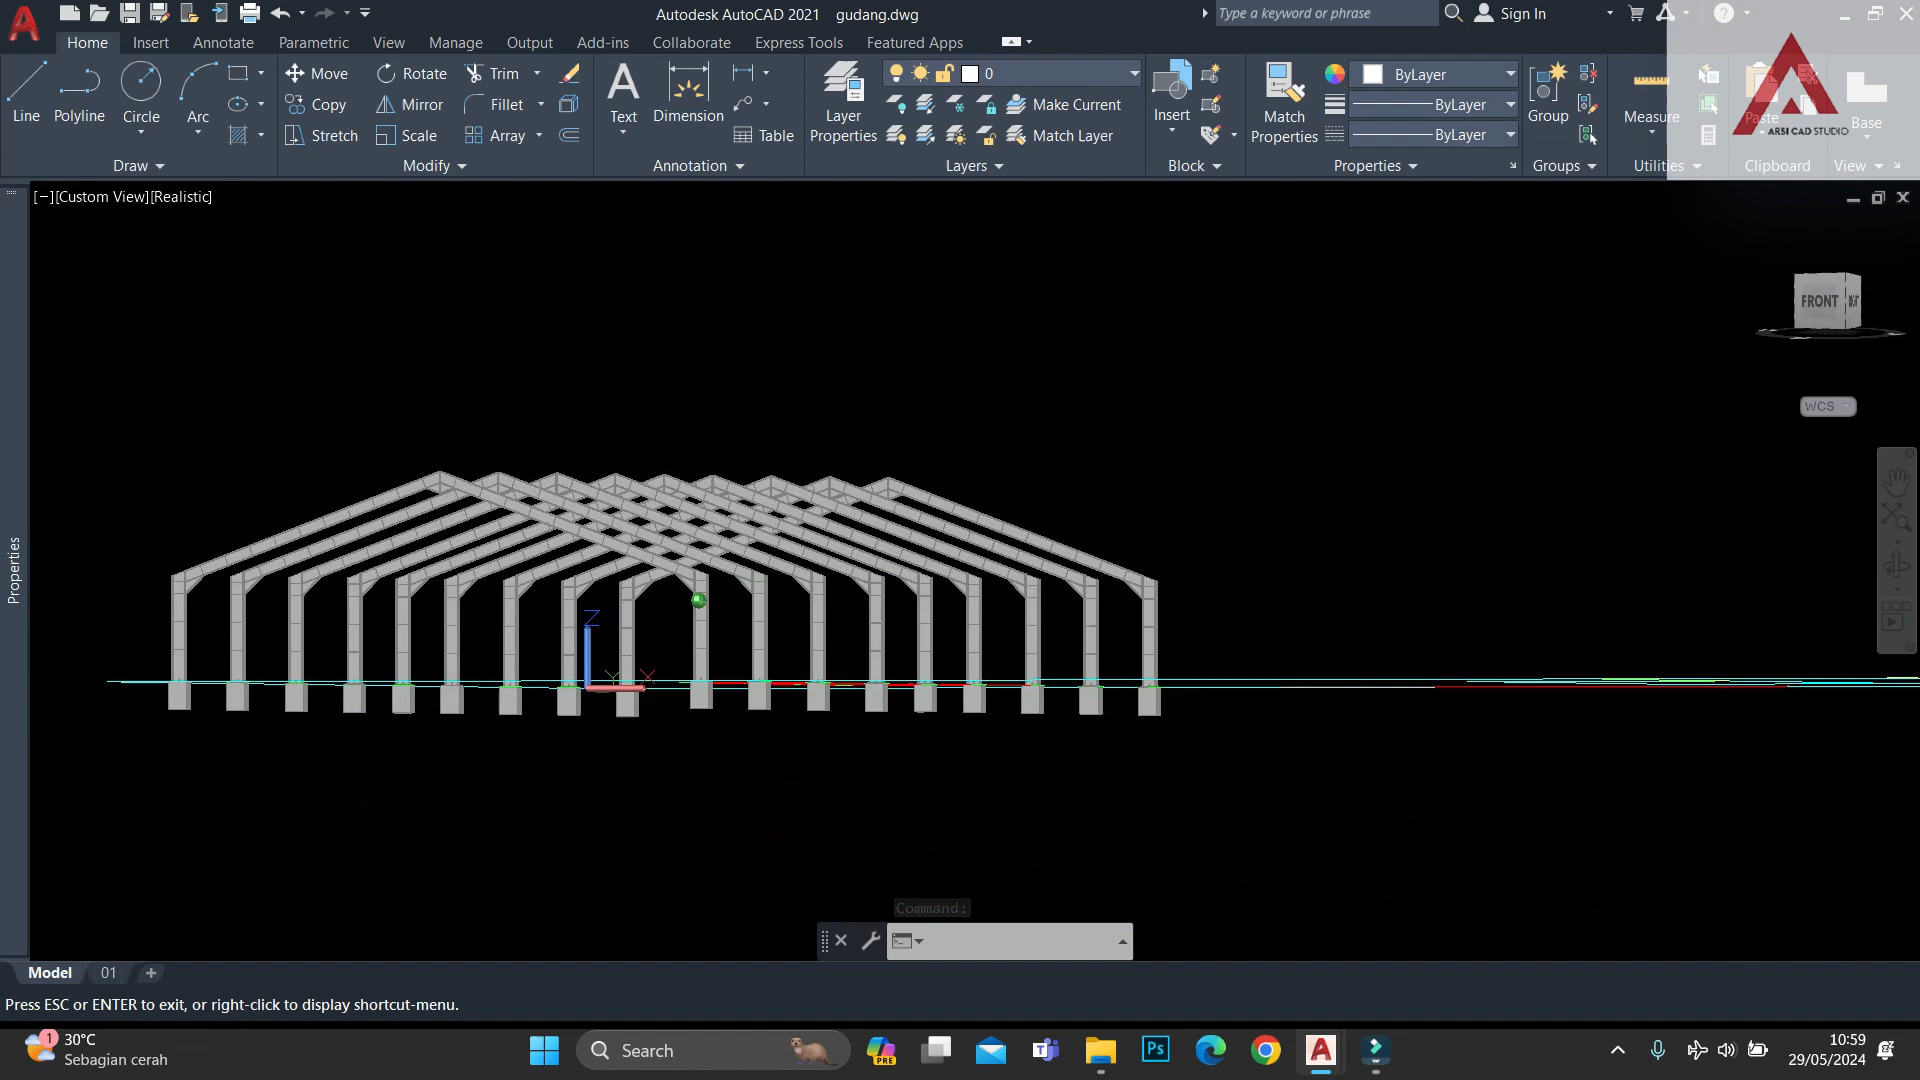 Autodesk AutoCAD 2021 gudang.dwg
Type a keyword or phrase
Sign In
Home Insert Annotate Parametric View Manage Output Add-ins Collaborate Express Tools Featured Apps
Line Polyline Circle Arc
Draw
Move Rotate Trim
Copy Mirror Fillet
Stretch Scale Array
Modify
Text Dimension Table
Annotation
Layer Properties
0
Make Current
Match Layer
Layers
Insert
Block
Match Properties
ByLayer
ByLayer
ByLayer
Properties
Group
Groups
Measure
Utilities
Paste
Clipboard
Base
View
ARSI CAD STUDIO
[−][Custom View][Realistic]
FRONT
WCS
Properties
Z
Y X
Command:
Model 01
Press ESC or ENTER to exit, or right-click to display shortcut-menu.
1
30°C
Sebagian cerah
Search
PRE
Ps
10:59
29/05/2024